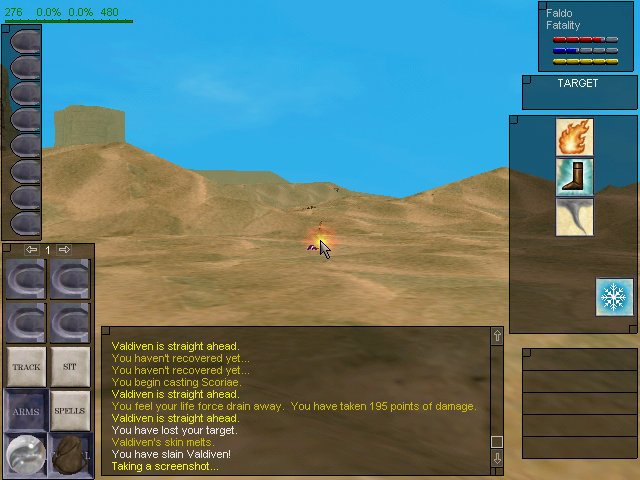 276 0.0% 0.0% 480
Faldo
Fatality
TARGET
1
TRACK SIT
ARMS SPELLS
Valdiven is straight ahead.
You haven't recovered yet...
You haven't recovered yet...
You begin casting Scoriae.
Valdiven is straight ahead.
You feel your life force drain away. You have taken 195 points of damage.
Valdiven is straight ahead.
You have lost your target.
Valdiven's skin melts.
You have slain Valdiven!
Taking a screenshot...